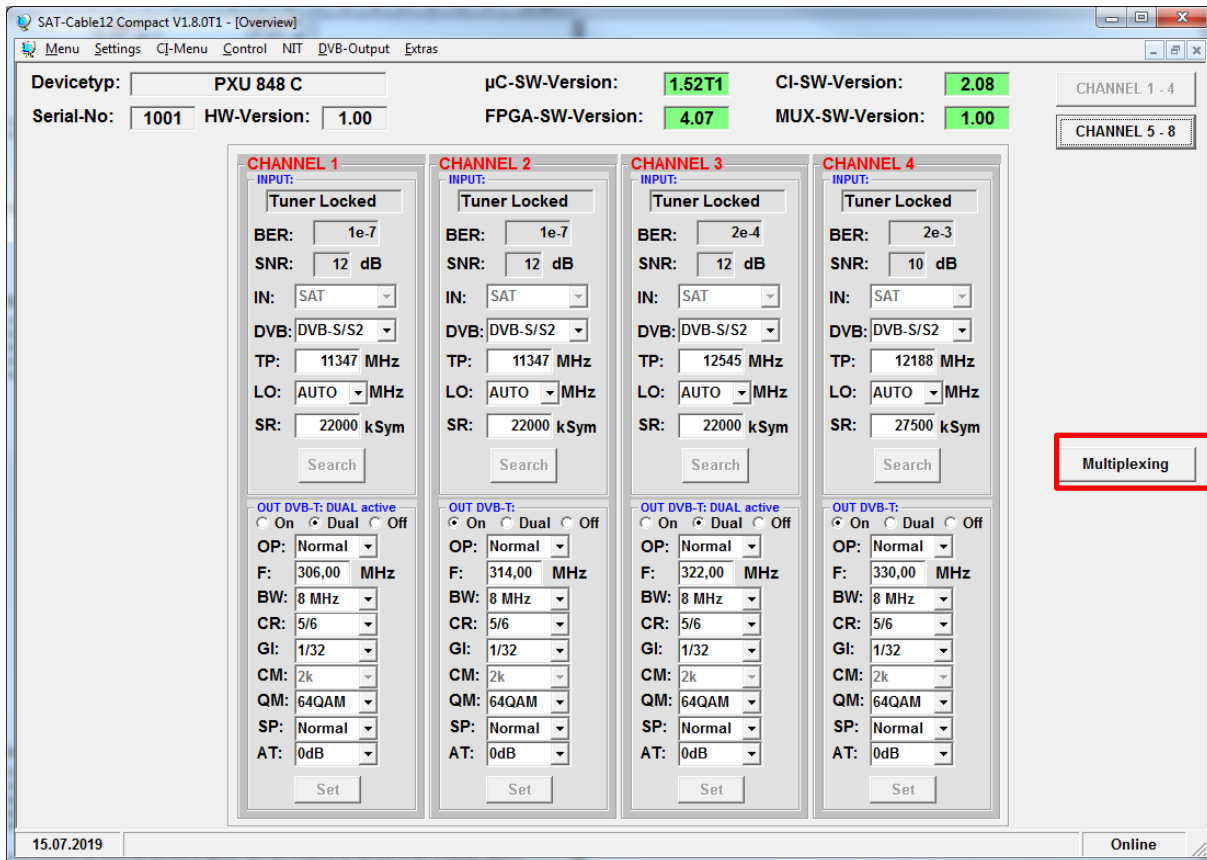 SAT-Cable12 Compact V1.8.0T1 - [Overview]
Menu Settings CI-Menu Control NIT DVB-Output Extras
Devicetyp: PXU 848 C µC-SW-Version: 1.52T1 CI-SW-Version: 2.08 CHANNEL 1 - 4
Serial-No: 1001 HW-Version: 1.00 FPGA-SW-Version: 4.07 MUX-SW-Version: 1.00 CHANNEL 5 - 8
CHANNEL 1
INPUT:
Tuner Locked
BER: 1e-7
SNR: 12 dB
IN: SAT
DVB: DVB-S/S2
TP: 11347 MHz
LO: AUTO MHz
SR: 22000 kSym
Search
OUT DVB-T: DUAL active
On Dual Off
OP: Normal
F: 306,00 MHz
BW: 8 MHz
CR: 5/6
GI: 1/32
CM: 2k
QM: 64QAM
SP: Normal
AT: 0dB
Set
CHANNEL 2
INPUT:
Tuner Locked
BER: 1e-7
SNR: 12 dB
IN: SAT
DVB: DVB-S/S2
TP: 11347 MHz
LO: AUTO MHz
SR: 22000 kSym
Search
OUT DVB-T:
On Dual Off
OP: Normal
F: 314,00 MHz
BW: 8 MHz
CR: 5/6
GI: 1/32
CM: 2k
QM: 64QAM
SP: Normal
AT: 0dB
Set
CHANNEL 3
INPUT:
Tuner Locked
BER: 2e-4
SNR: 12 dB
IN: SAT
DVB: DVB-S/S2
TP: 12545 MHz
LO: AUTO MHz
SR: 22000 kSym
Search
OUT DVB-T: DUAL active
On Dual Off
OP: Normal
F: 322,00 MHz
BW: 8 MHz
CR: 5/6
GI: 1/32
CM: 2k
QM: 64QAM
SP: Normal
AT: 0dB
Set
CHANNEL 4
INPUT:
Tuner Locked
BER: 2e-3
SNR: 10 dB
IN: SAT
DVB: DVB-S/S2
TP: 12188 MHz
LO: AUTO MHz
SR: 27500 kSym
Search
OUT DVB-T:
On Dual Off
OP: Normal
F: 330,00 MHz
BW: 8 MHz
CR: 5/6
GI: 1/32
CM: 2k
QM: 64QAM
SP: Normal
AT: 0dB
Set
Multiplexing
15.07.2019 Online